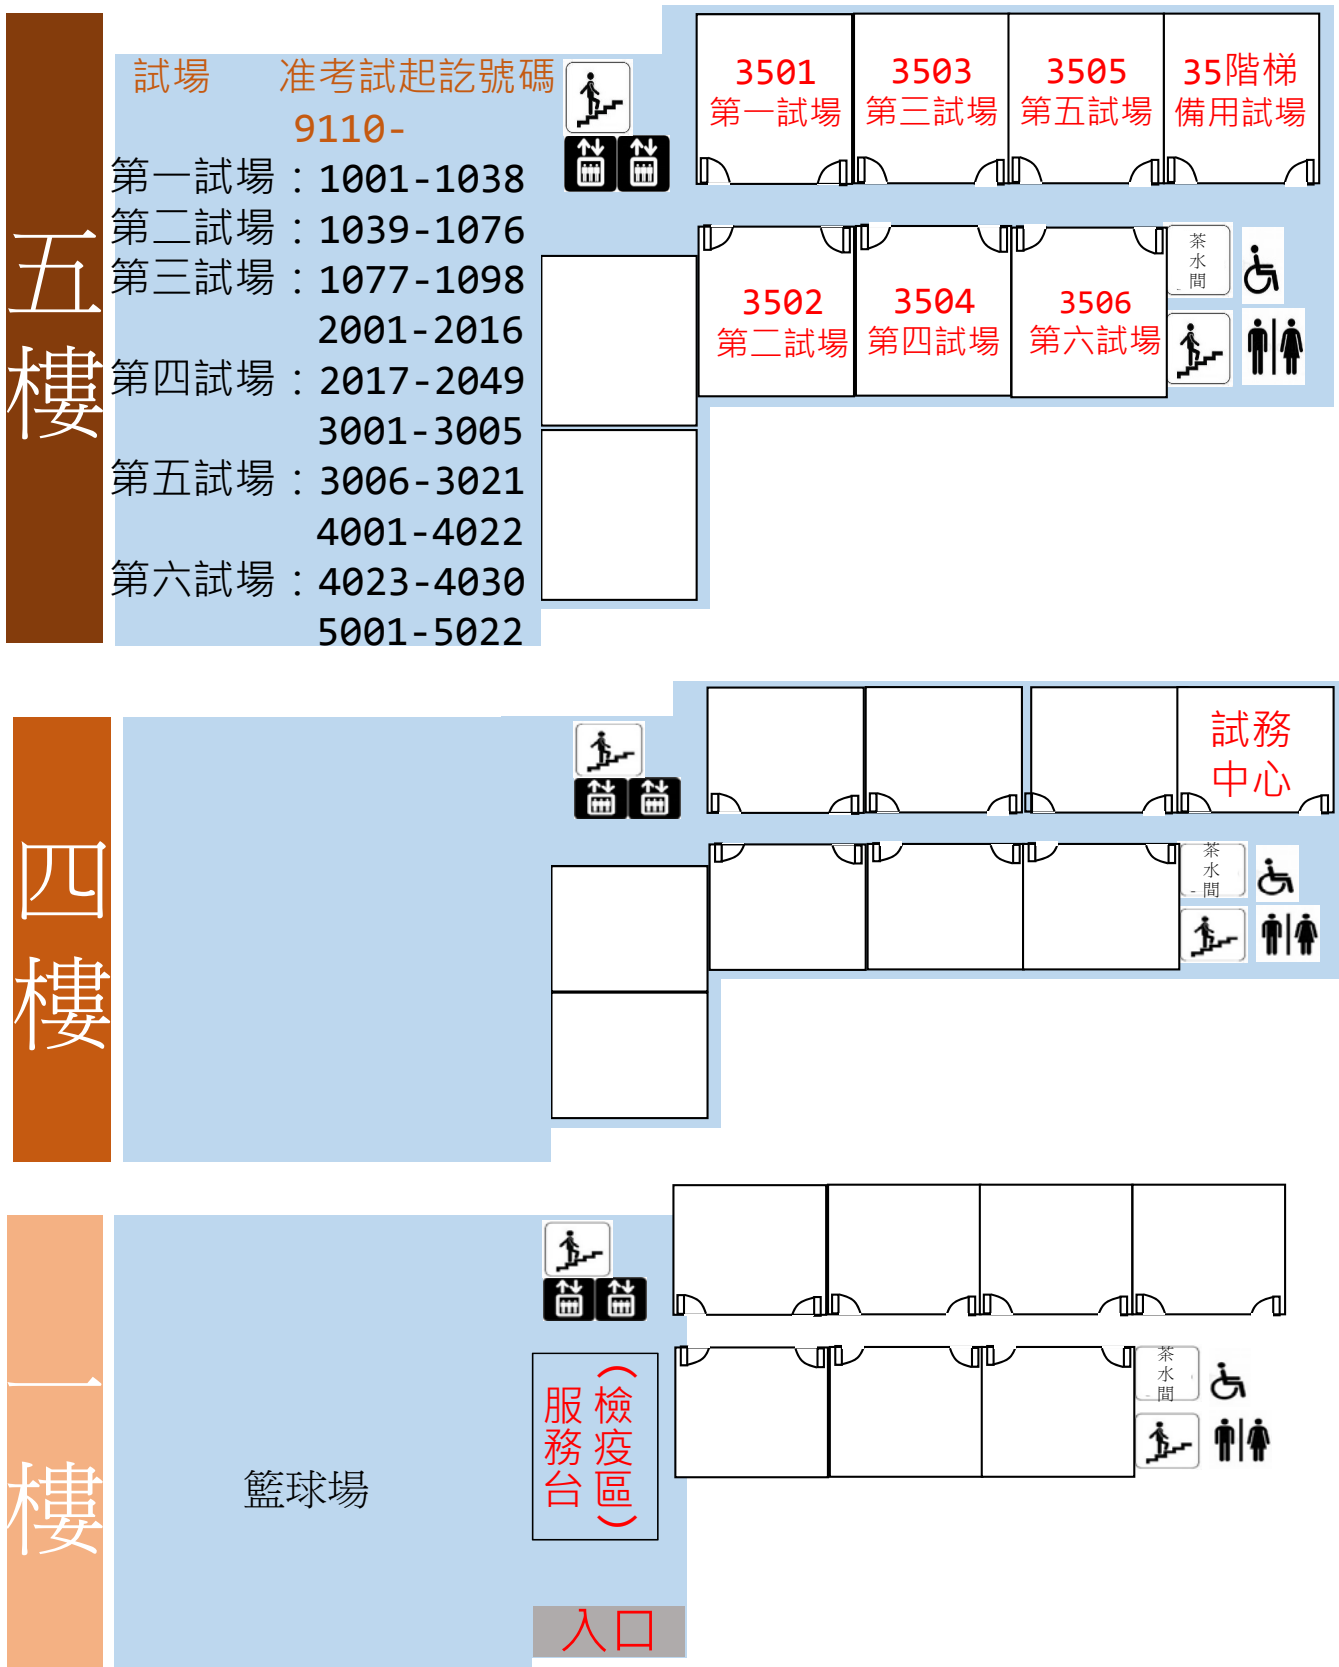 五樓
試場 准考試起訖號碼
9110-
第一試場：1001-1038
第二試場：1039-1076
第三試場：1077-1098
2001-2016
第四試場：2017-2049
3001-3005
第五試場：3006-3021
4001-4022
第六試場：4023-4030
5001-5022
3501
第一試場
3503
第三試場
3505
第五試場
35階梯
備用試場
3502
第二試場
3504
第四試場
3506
第六試場
茶水間
四樓
試務
中心
茶水間
一樓
籃球場
服務台
(檢疫區)
茶水間
入口